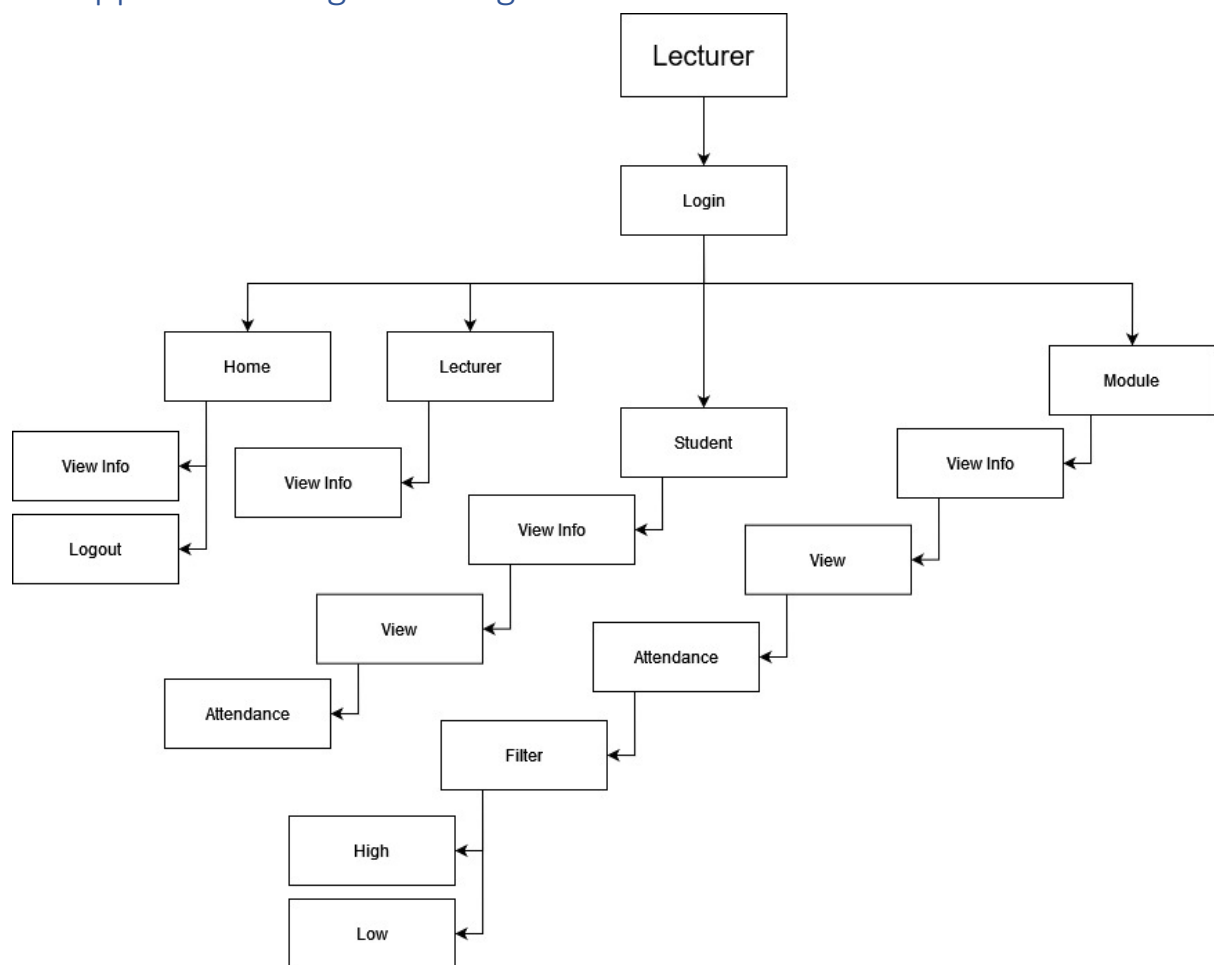 Lecturer
Login
Home
Lecturer
Module
Student
View Info
View Info
View Info
View Info
Logout
View
View
Attendance
Attendance
Filter
High
Low